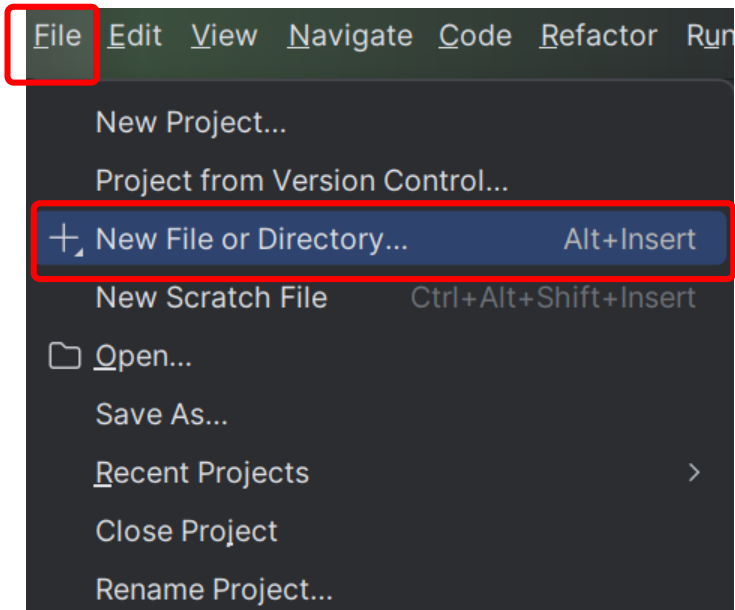 File Edit View Navigate Code Refactor Run
New Project...
Project from Version Control...
New File or Directory... Alt+Insert
New Scratch File Ctrl+Alt+Shift+Insert
Open...
Save As...
Recent Projects
Close Project
Rename Project...